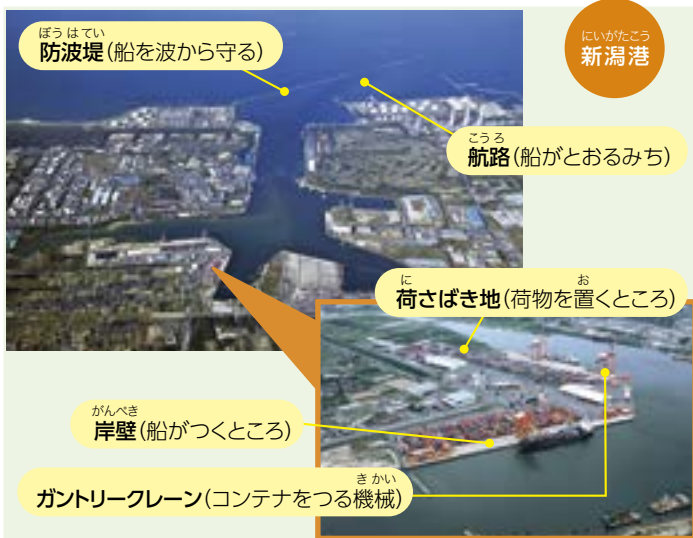 ぼうはてい
防波堤(船を波から守る)
にいがたこう
新潟港
こうろ
航路(船がとおるみち)
に お
荷さばき地(荷物を置くところ)
がんぺき
岸壁(船がつくところ)
きかい
ガントリークレーン(コンテナをつる機械)